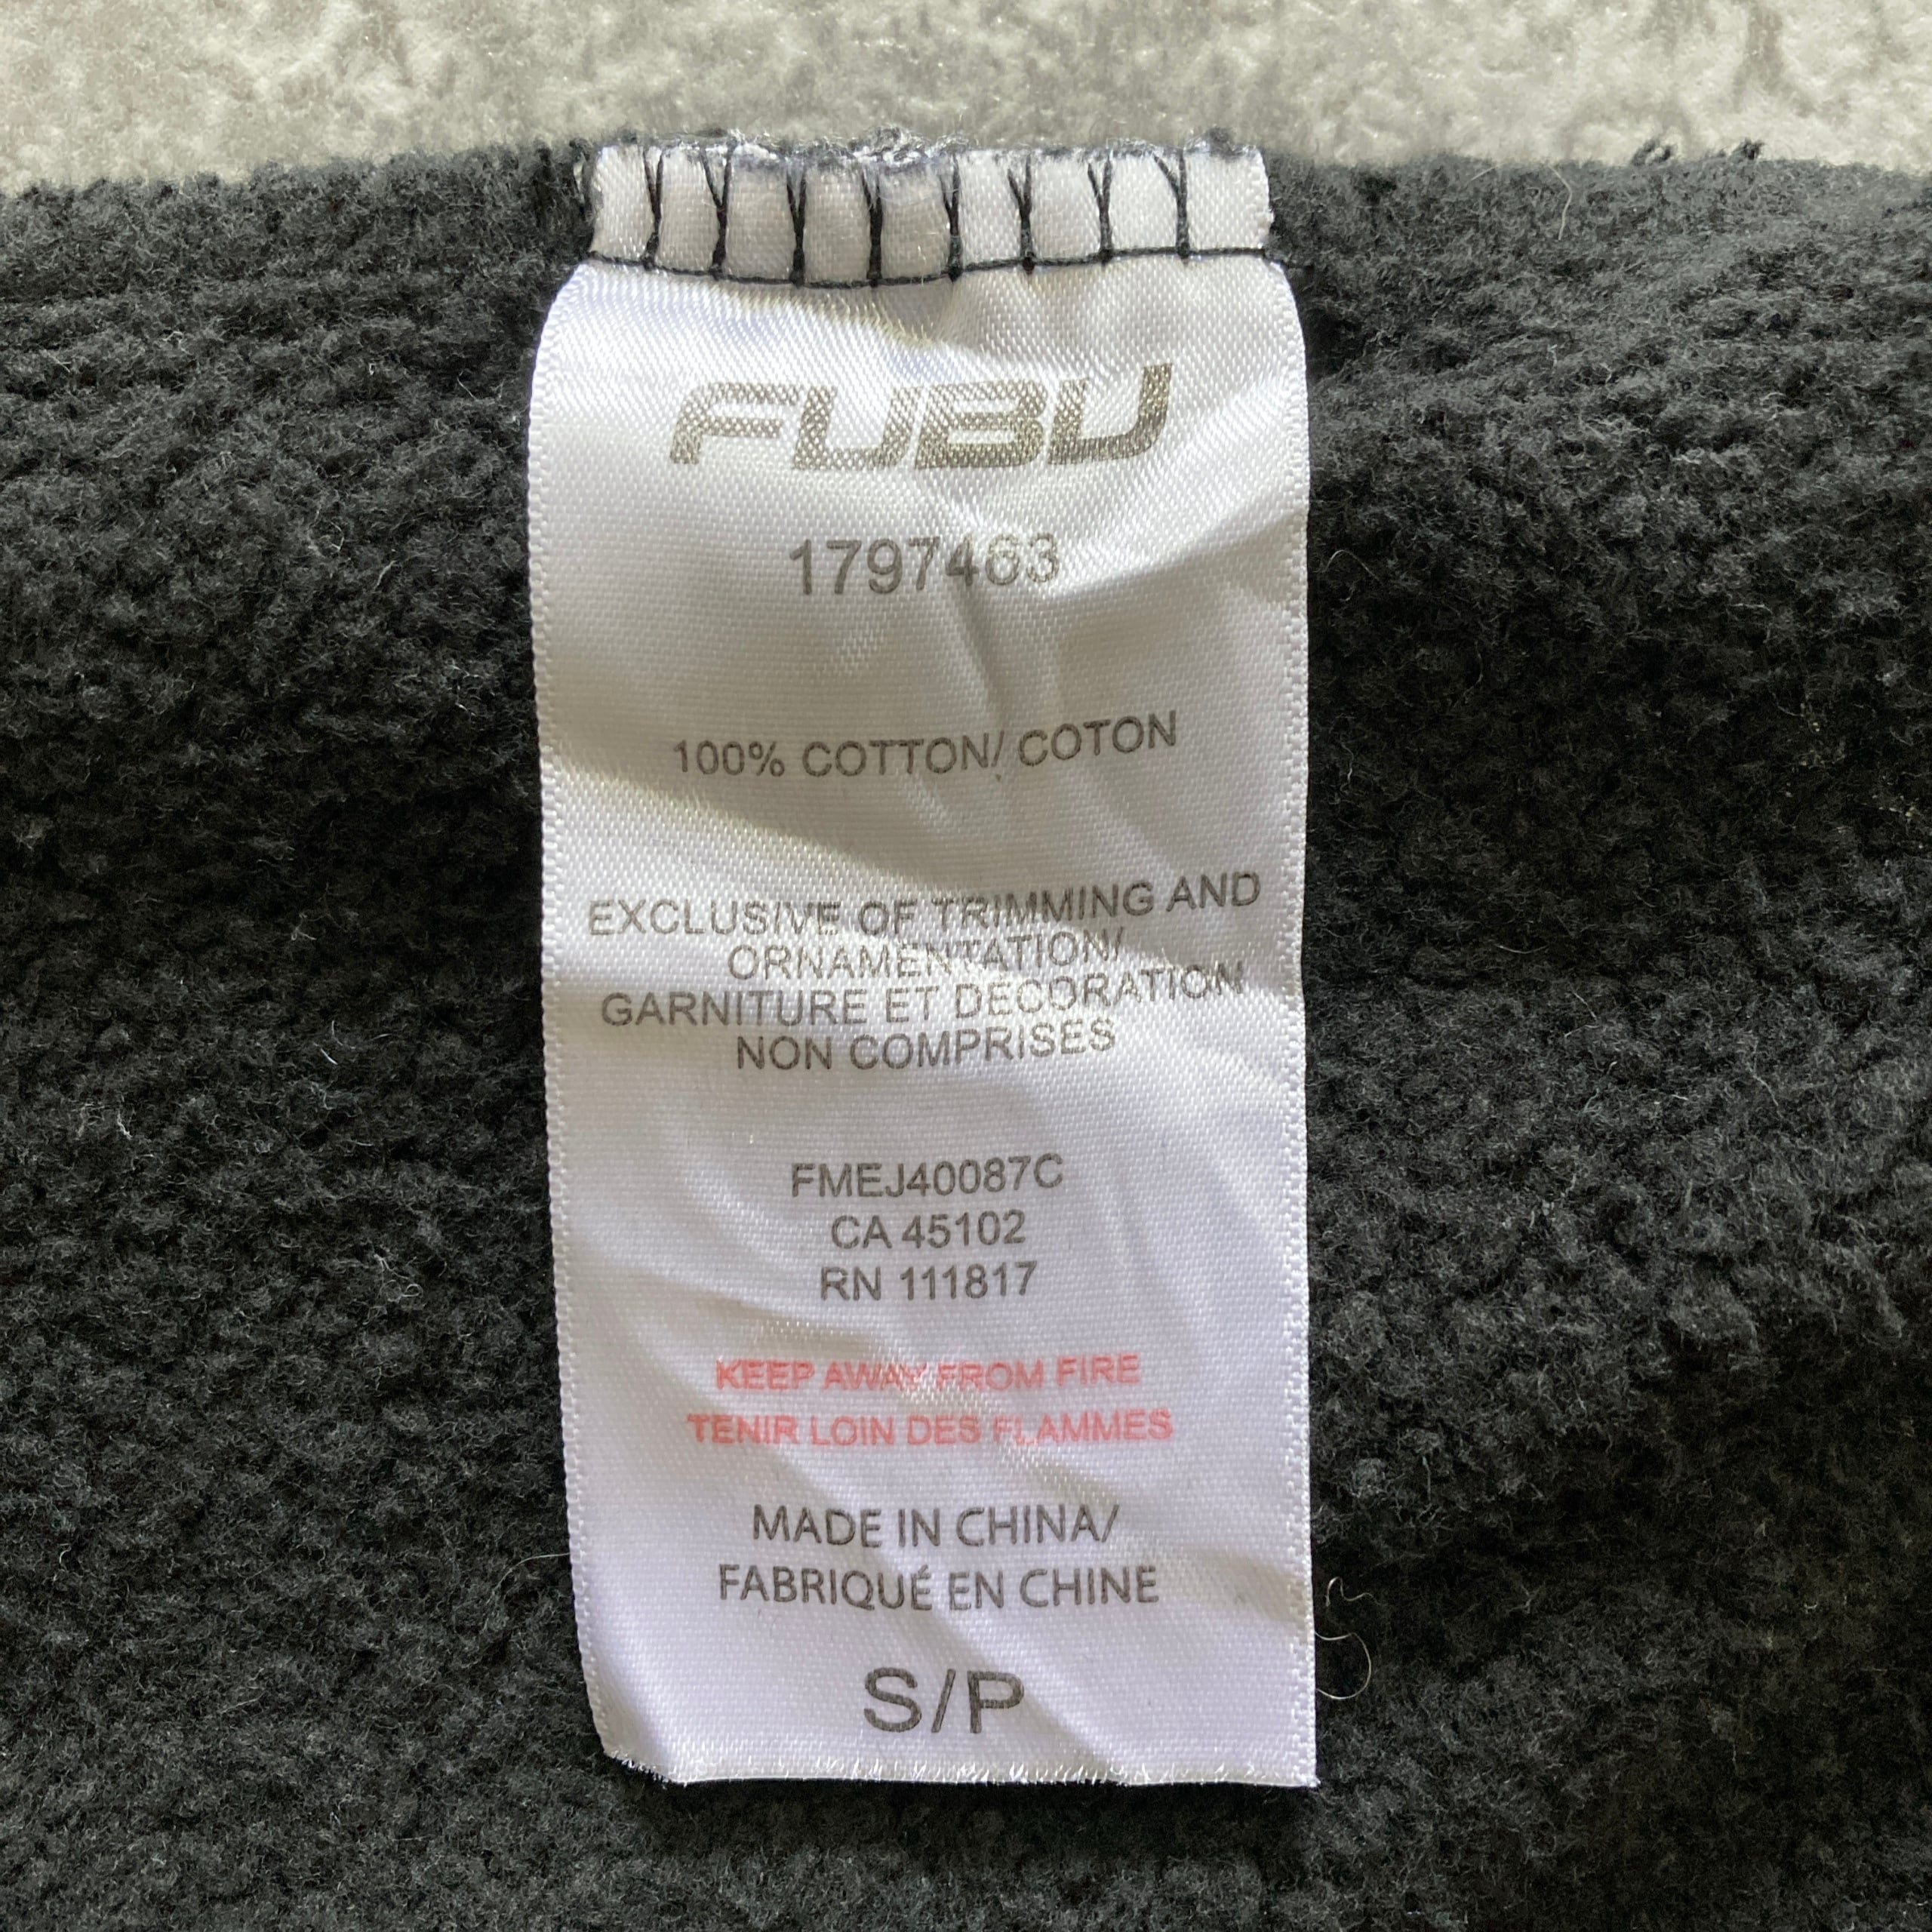 FUBU
1797463
100% COTTON/ COTON
EXCLUSIVE OF TRIMMING AND
ORNAMENTATION/
GARNITURE ET DECORATION
NON COMPRISES
FMEJ40087C
CA 45102
RN 111817
KEEP AWAY FROM FIRE
TENIR LOIN DES FLAMMES
MADE IN CHINA/
FABRIQUÉ EN CHINE
S/P